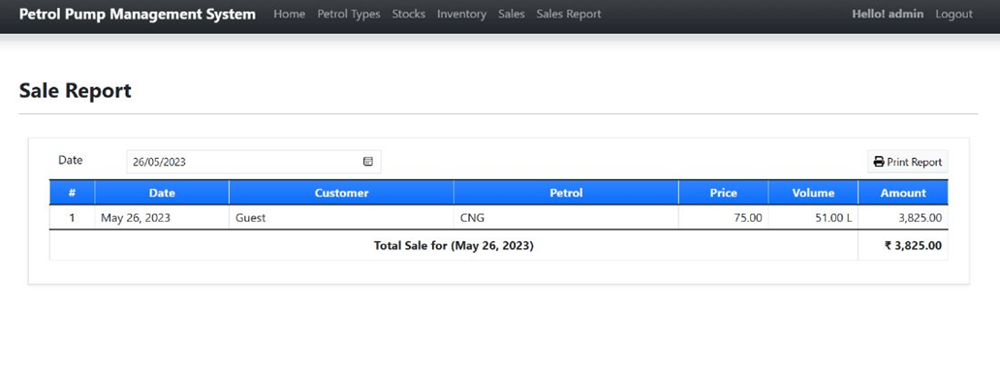 Petrol Pump Management System Home Petrol Types Stocks Inventory Sales Sales Report Hello! admin Logout
Sale Report
Date 26/05/2023 Print Report
# Date Customer Petrol Price Volume Amount
1 May 26, 2023 Guest CNG 75.00 51.00 L 3,825.00
Total Sale for (May 26, 2023) ₹ 3,825.00